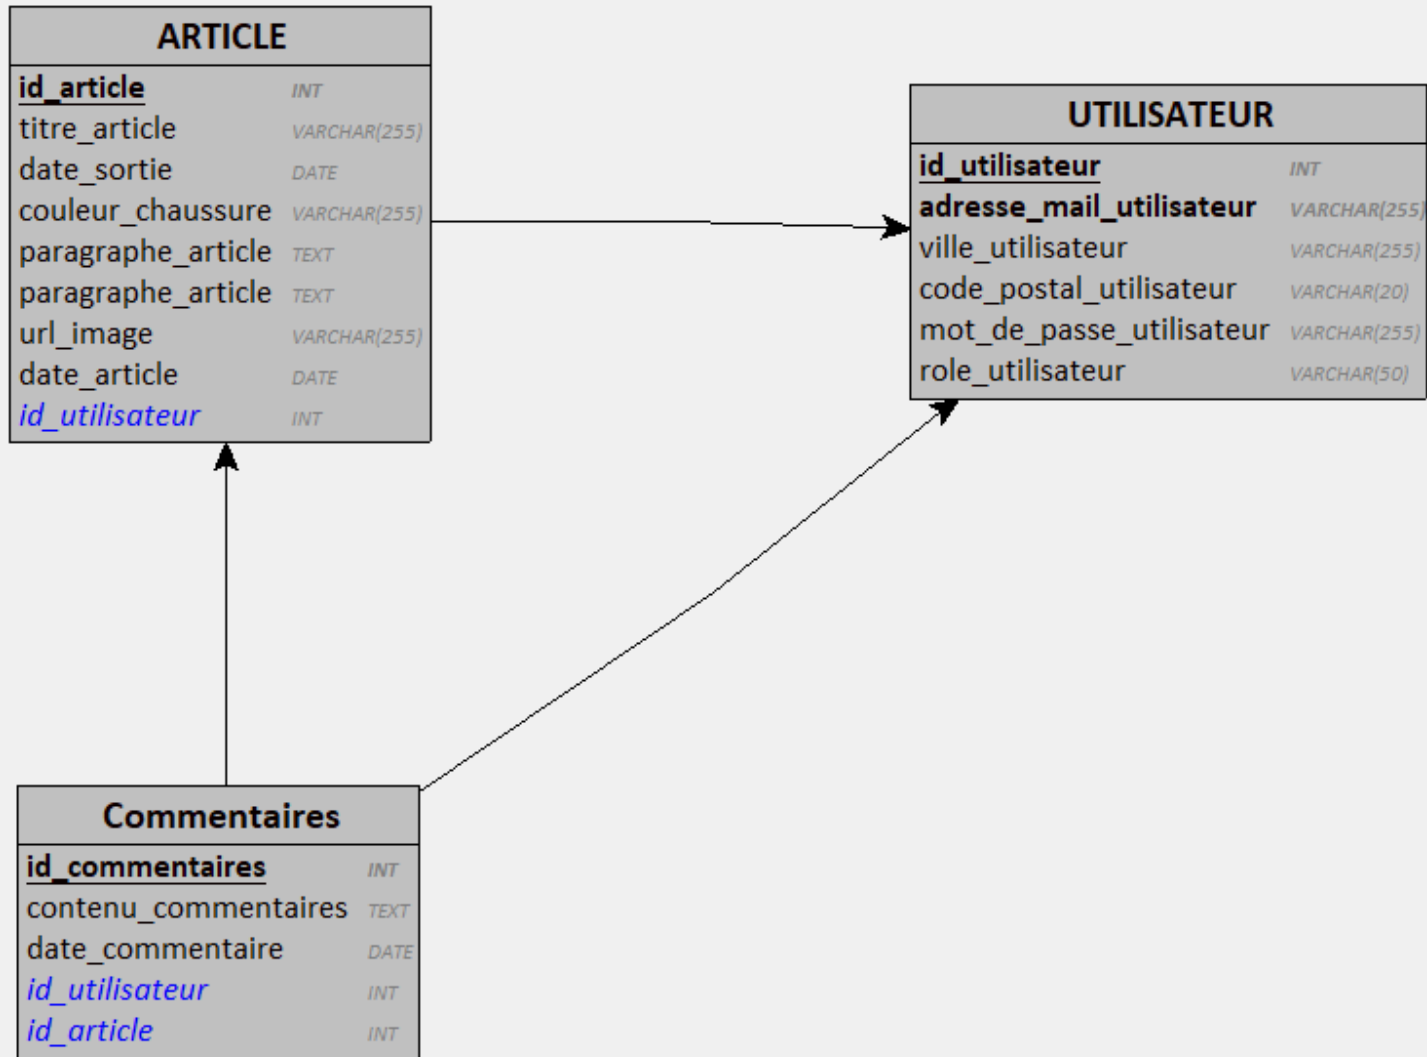 ARTICLE
id_article INT
titre_article VARCHAR(255)
date_sortie DATE
couleur_chaussure VARCHAR(255)
paragraphe_article TEXT
paragraphe_article TEXT
url_image VARCHAR(255)
date_article DATE
id_utilisateur INT
UTILISATEUR
id_utilisateur INT
adresse_mail_utilisateur VARCHAR(255)
ville_utilisateur VARCHAR(255)
code_postal_utilisateur VARCHAR(20)
mot_de_passe_utilisateur VARCHAR(255)
role_utilisateur VARCHAR(50)
Commentaires
id_commentaires INT
contenu_commentaires TEXT
date_commentaire DATE
id_utilisateur INT
id_article INT